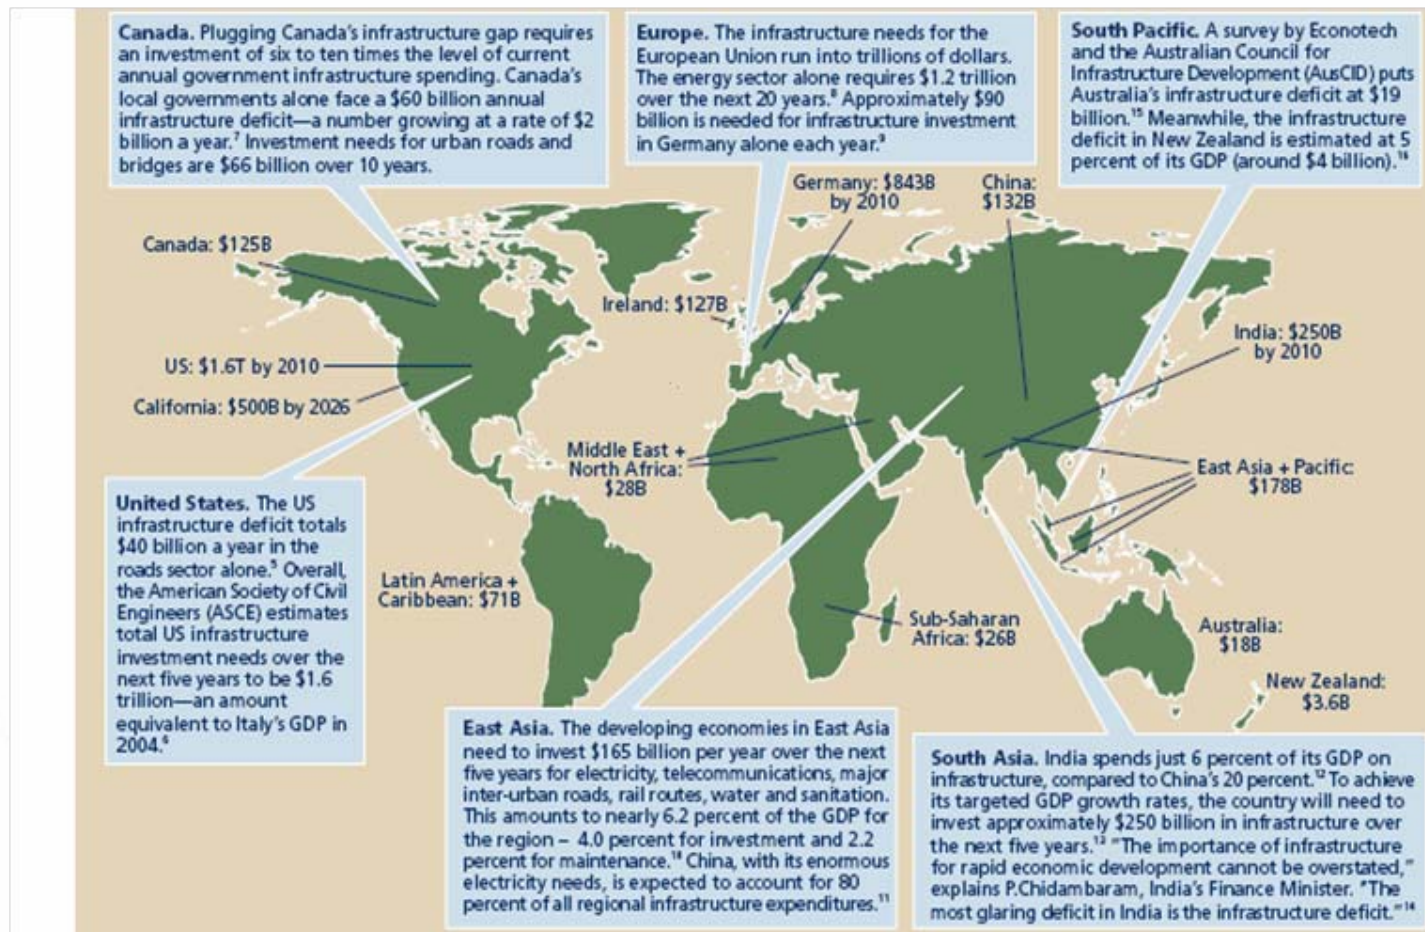 Canada. Plugging Canada's infrastructure gap requires
an investment of six to ten times the level of current
annual government infrastructure spending. Canada's
local governments alone face a $60 billion annual
infrastructure deficit—a number growing at a rate of $2
billion a year.⁷ Investment needs for urban roads and
bridges are $66 billion over 10 years.
Europe. The infrastructure needs for the
European Union run into trillions of dollars.
The energy sector alone requires $1.2 trillion
over the next 20 years.⁸ Approximately $90
billion is needed for infrastructure investment
in Germany alone each year.⁹
South Pacific. A survey by Econotech
and the Australian Council for
Infrastructure Development (AusCID) puts
Australia's infrastructure deficit at $19
billion.¹⁵ Meanwhile, the infrastructure
deficit in New Zealand is estimated at 5
percent of its GDP (around $4 billion).¹⁶
Germany: $843B
by 2010
China:
$132B
Canada: $125B
Ireland: $127B
India: $250B
by 2010
US: $1.6T by 2010
California: $500B by 2026
Middle East +
North Africa:
$28B
East Asia + Pacific:
$178B
United States. The US
infrastructure deficit totals
$40 billion a year in the
roads sector alone.⁵ Overall,
the American Society of Civil
Engineers (ASCE) estimates
total US infrastructure
investment needs over the
next five years to be $1.6
trillion—an amount
equivalent to Italy's GDP in
2004.⁶
Latin America +
Caribbean: $71B
Sub-Saharan
Africa: $26B
Australia:
$18B
New Zealand:
$3.6B
East Asia. The developing economies in East Asia
need to invest $165 billion per year over the next
five years for electricity, telecommunications, major
inter-urban roads, rail routes, water and sanitation.
This amounts to nearly 6.2 percent of the GDP for
the region – 4.0 percent for investment and 2.2
percent for maintenance.¹⁰ China, with its enormous
electricity needs, is expected to account for 80
percent of all regional infrastructure expenditures.¹¹
South Asia. India spends just 6 percent of its GDP on
infrastructure, compared to China's 20 percent.¹² To achieve
its targeted GDP growth rates, the country will need to
invest approximately $250 billion in infrastructure over
the next five years.¹³ "The importance of infrastructure
for rapid economic development cannot be overstated,"
explains P.Chidambaram, India's Finance Minister. "The
most glaring deficit in India is the infrastructure deficit."¹⁴